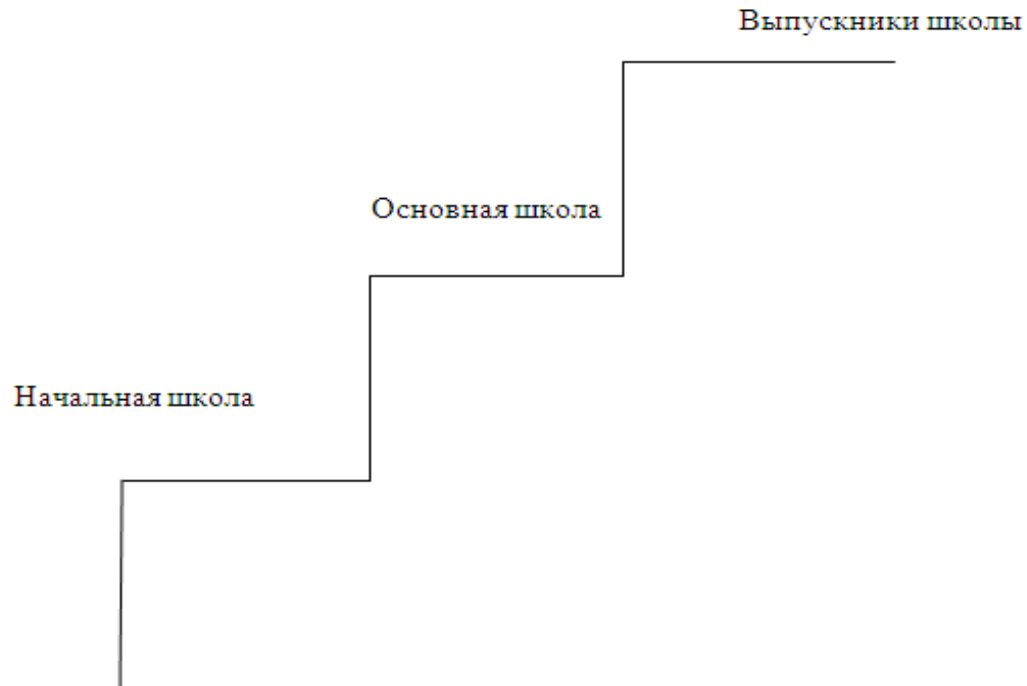 Выпускники школы
Основная школа
Начальная школа